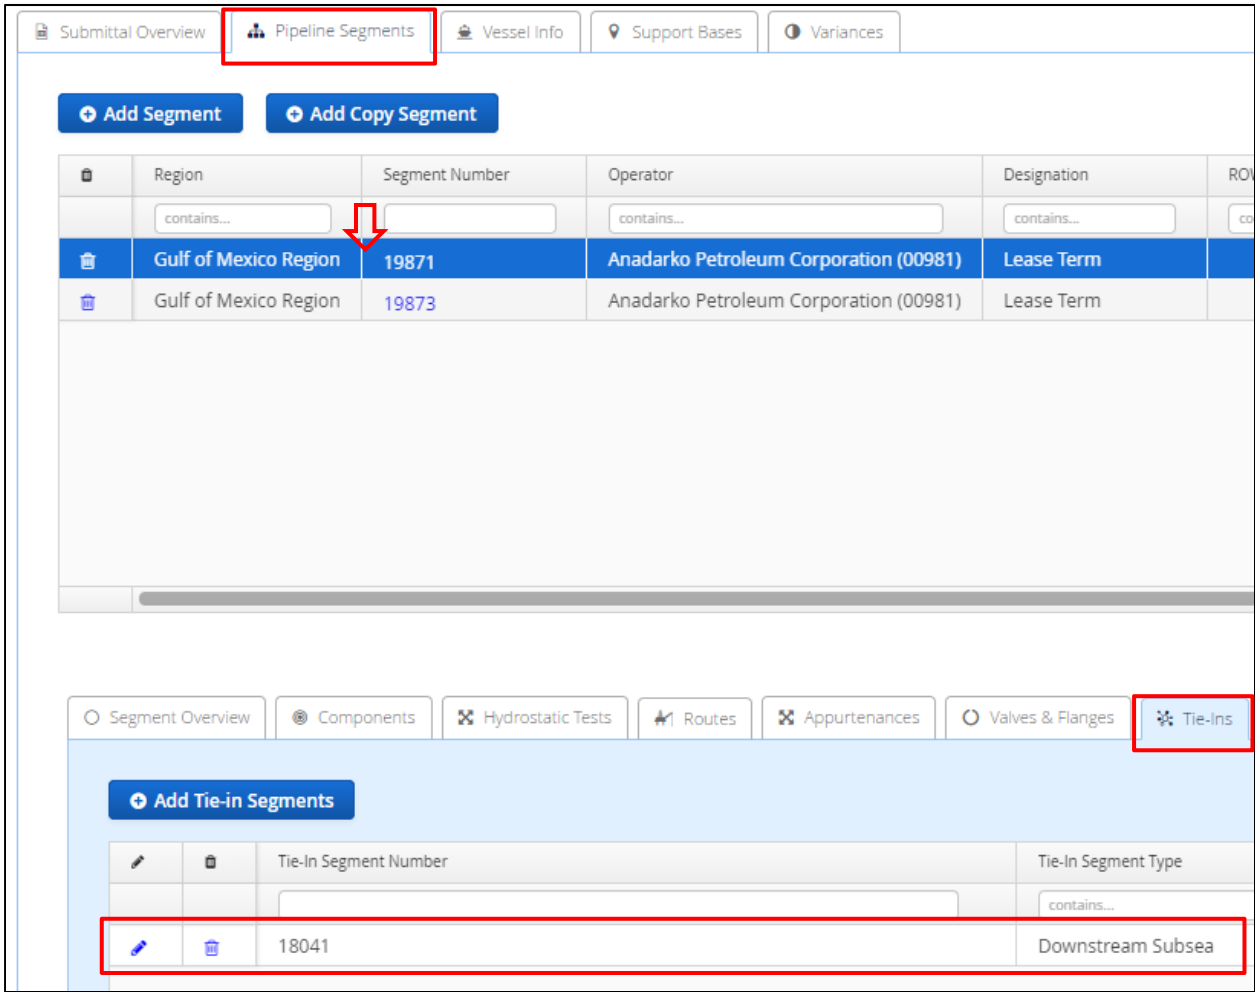 Submittal Overview Pipeline Segments Vessel Info Support Bases Variances
Add Segment Add Copy Segment
Region Segment Number Operator Designation ROW
contains... contains... contains... co
Gulf of Mexico Region 19871 Anadarko Petroleum Corporation (00981) Lease Term
Gulf of Mexico Region 19873 Anadarko Petroleum Corporation (00981) Lease Term
Segment Overview Components Hydrostatic Tests Routes Appurtenances Valves & Flanges Tie-Ins
Add Tie-in Segments
Tie-In Segment Number Tie-In Segment Type
contains...
18041 Downstream Subsea